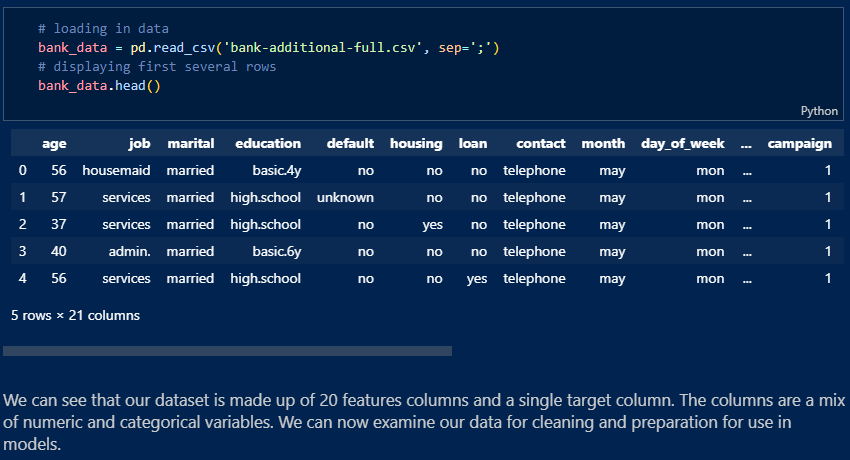 # loading in data
bank_data = pd.read_csv('bank-additional-full.csv', sep=';')
# displaying first several rows
bank_data.head()
Python
age job marital education default housing loan contact month day_of_week ... campaign
0 56 housemaid married basic.4y no no no telephone may mon ... 1
1 57 services married high.school unknown no no telephone may mon ... 1
2 37 services married high.school no yes no telephone may mon ... 1
3 40 admin. married basic.6y no no no telephone may mon ... 1
4 56 services married high.school no no yes telephone may mon ... 1
5 rows × 21 columns
We can see that our dataset is made up of 20 features columns and a single target column. The columns are a mix
of numeric and categorical variables. We can now examine our data for cleaning and preparation for use in
models.